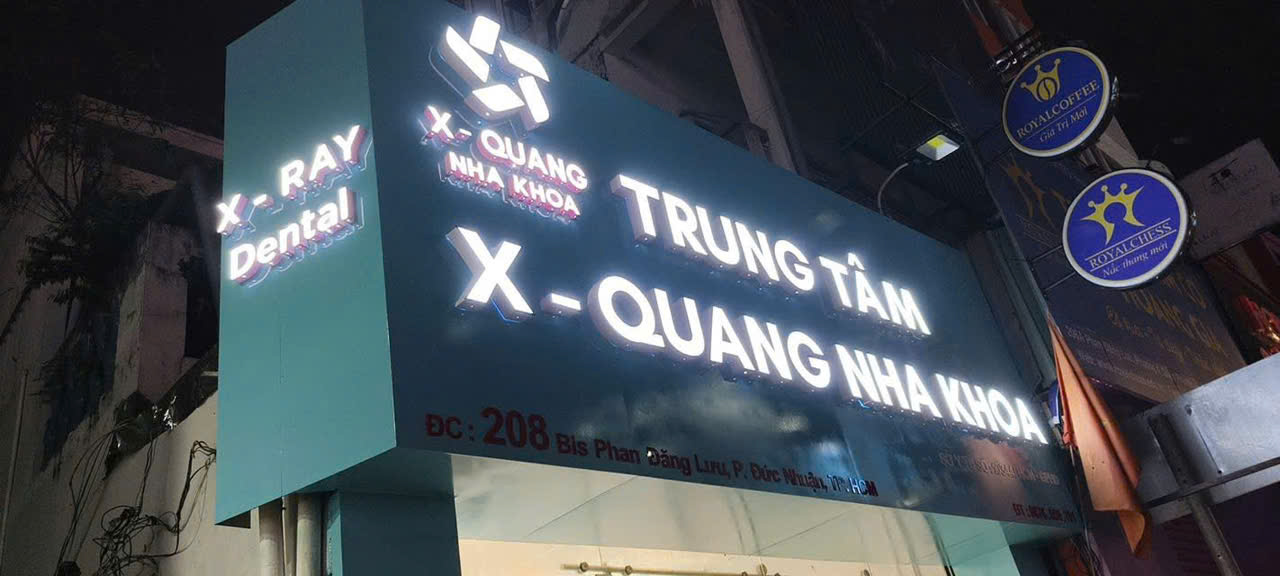 X - RAY
Dental
X - QUANG
NHA KHOA
TRUNG TÂM
X - QUANG NHA KHOA
ĐC : 208 Bis Phan Đăng Lưu, P. Đức Nhuận, TP. HCM
ROYALCOFFEE
Giá Trị Mới
ROYALCHESS
Nấc thang mới